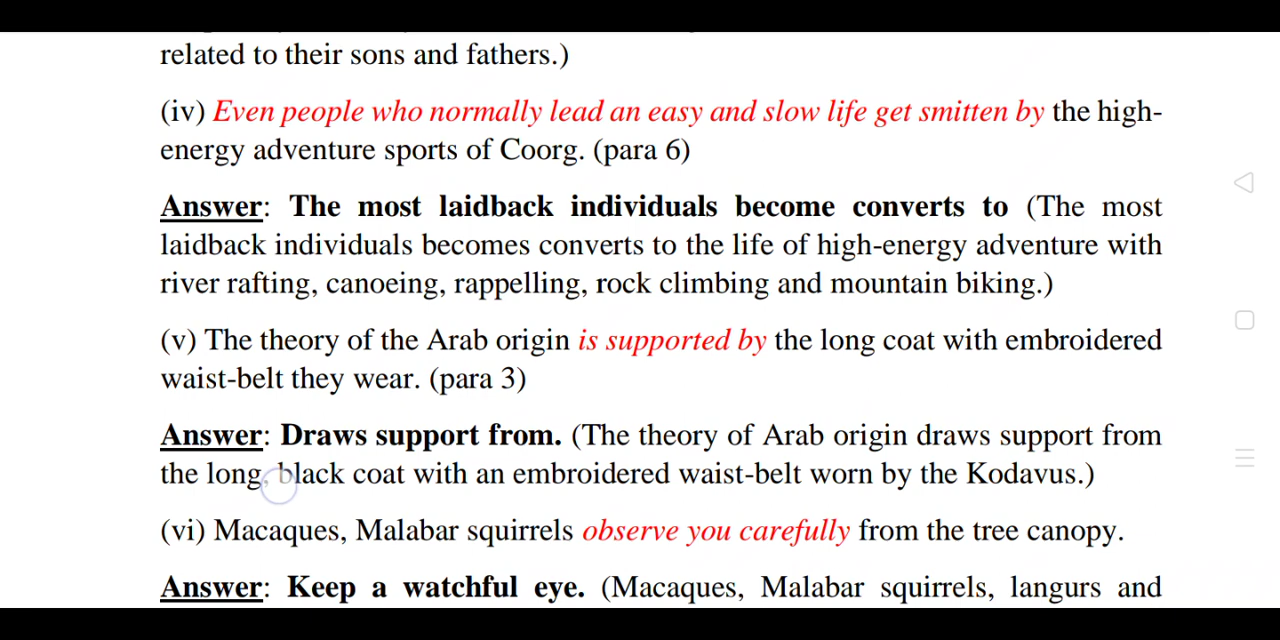 related to their sons and fathers.)
(iv) Even people who normally lead an easy and slow life get smitten by the high-
energy adventure sports of Coorg. (para 6)
Answer: The most laidback individuals become converts to (The most
laidback individuals becomes converts to the life of high-energy adventure with
river rafting, canoeing, rappelling, rock climbing and mountain biking.)
(v) The theory of the Arab origin is supported by the long coat with embroidered
waist-belt they wear. (para 3)
Answer: Draws support from. (The theory of Arab origin draws support from
the long, black coat with an embroidered waist-belt worn by the Kodavus.)
(vi) Macaques, Malabar squirrels observe you carefully from the tree canopy.
Answer: Keep a watchful eye. (Macaques, Malabar squirrels, langurs and